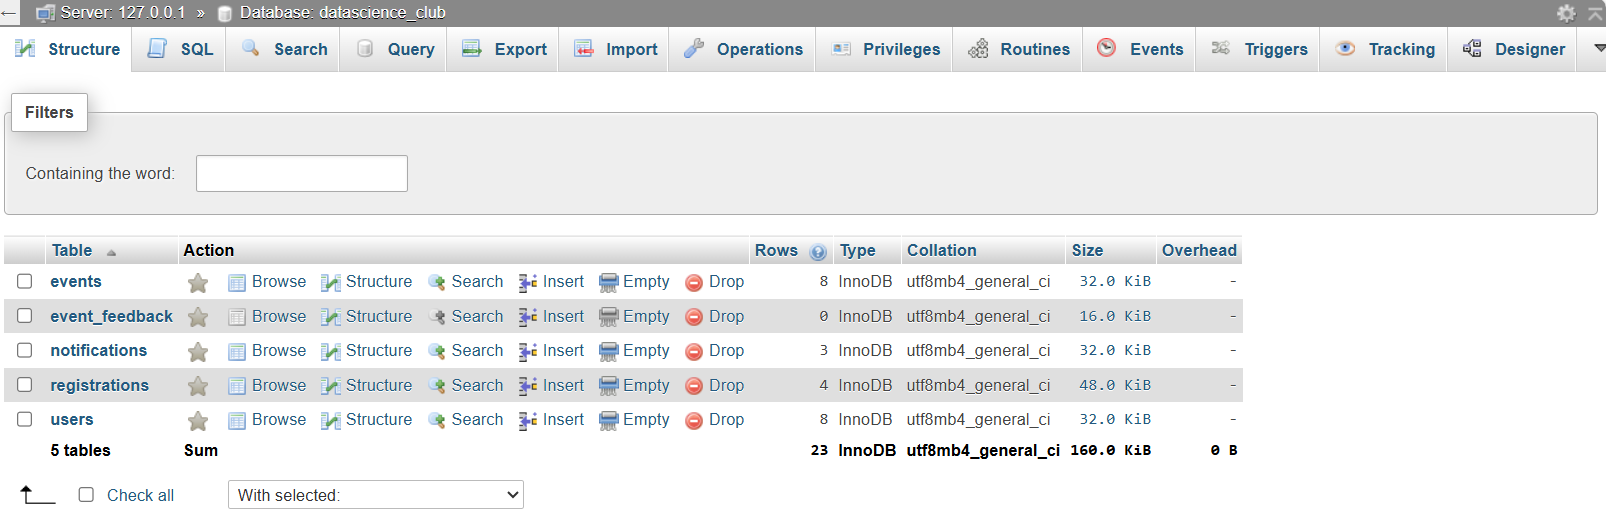 ← Server: 127.0.0.1 » Database: datascience_club
Structure SQL Search Query Export Import Operations Privileges Routines Events Triggers Tracking Designer
Filters
Containing the word:
Table Action Rows Type Collation Size Overhead
events Browse Structure Search Insert Empty Drop 8 InnoDB utf8mb4_general_ci 32.0 KiB -
event_feedback Browse Structure Search Insert Empty Drop 0 InnoDB utf8mb4_general_ci 16.0 KiB -
notifications Browse Structure Search Insert Empty Drop 3 InnoDB utf8mb4_general_ci 32.0 KiB -
registrations Browse Structure Search Insert Empty Drop 4 InnoDB utf8mb4_general_ci 48.0 KiB -
users Browse Structure Search Insert Empty Drop 8 InnoDB utf8mb4_general_ci 32.0 KiB -
5 tables Sum 23 InnoDB utf8mb4_general_ci 160.0 KiB 0 B
Check all With selected: